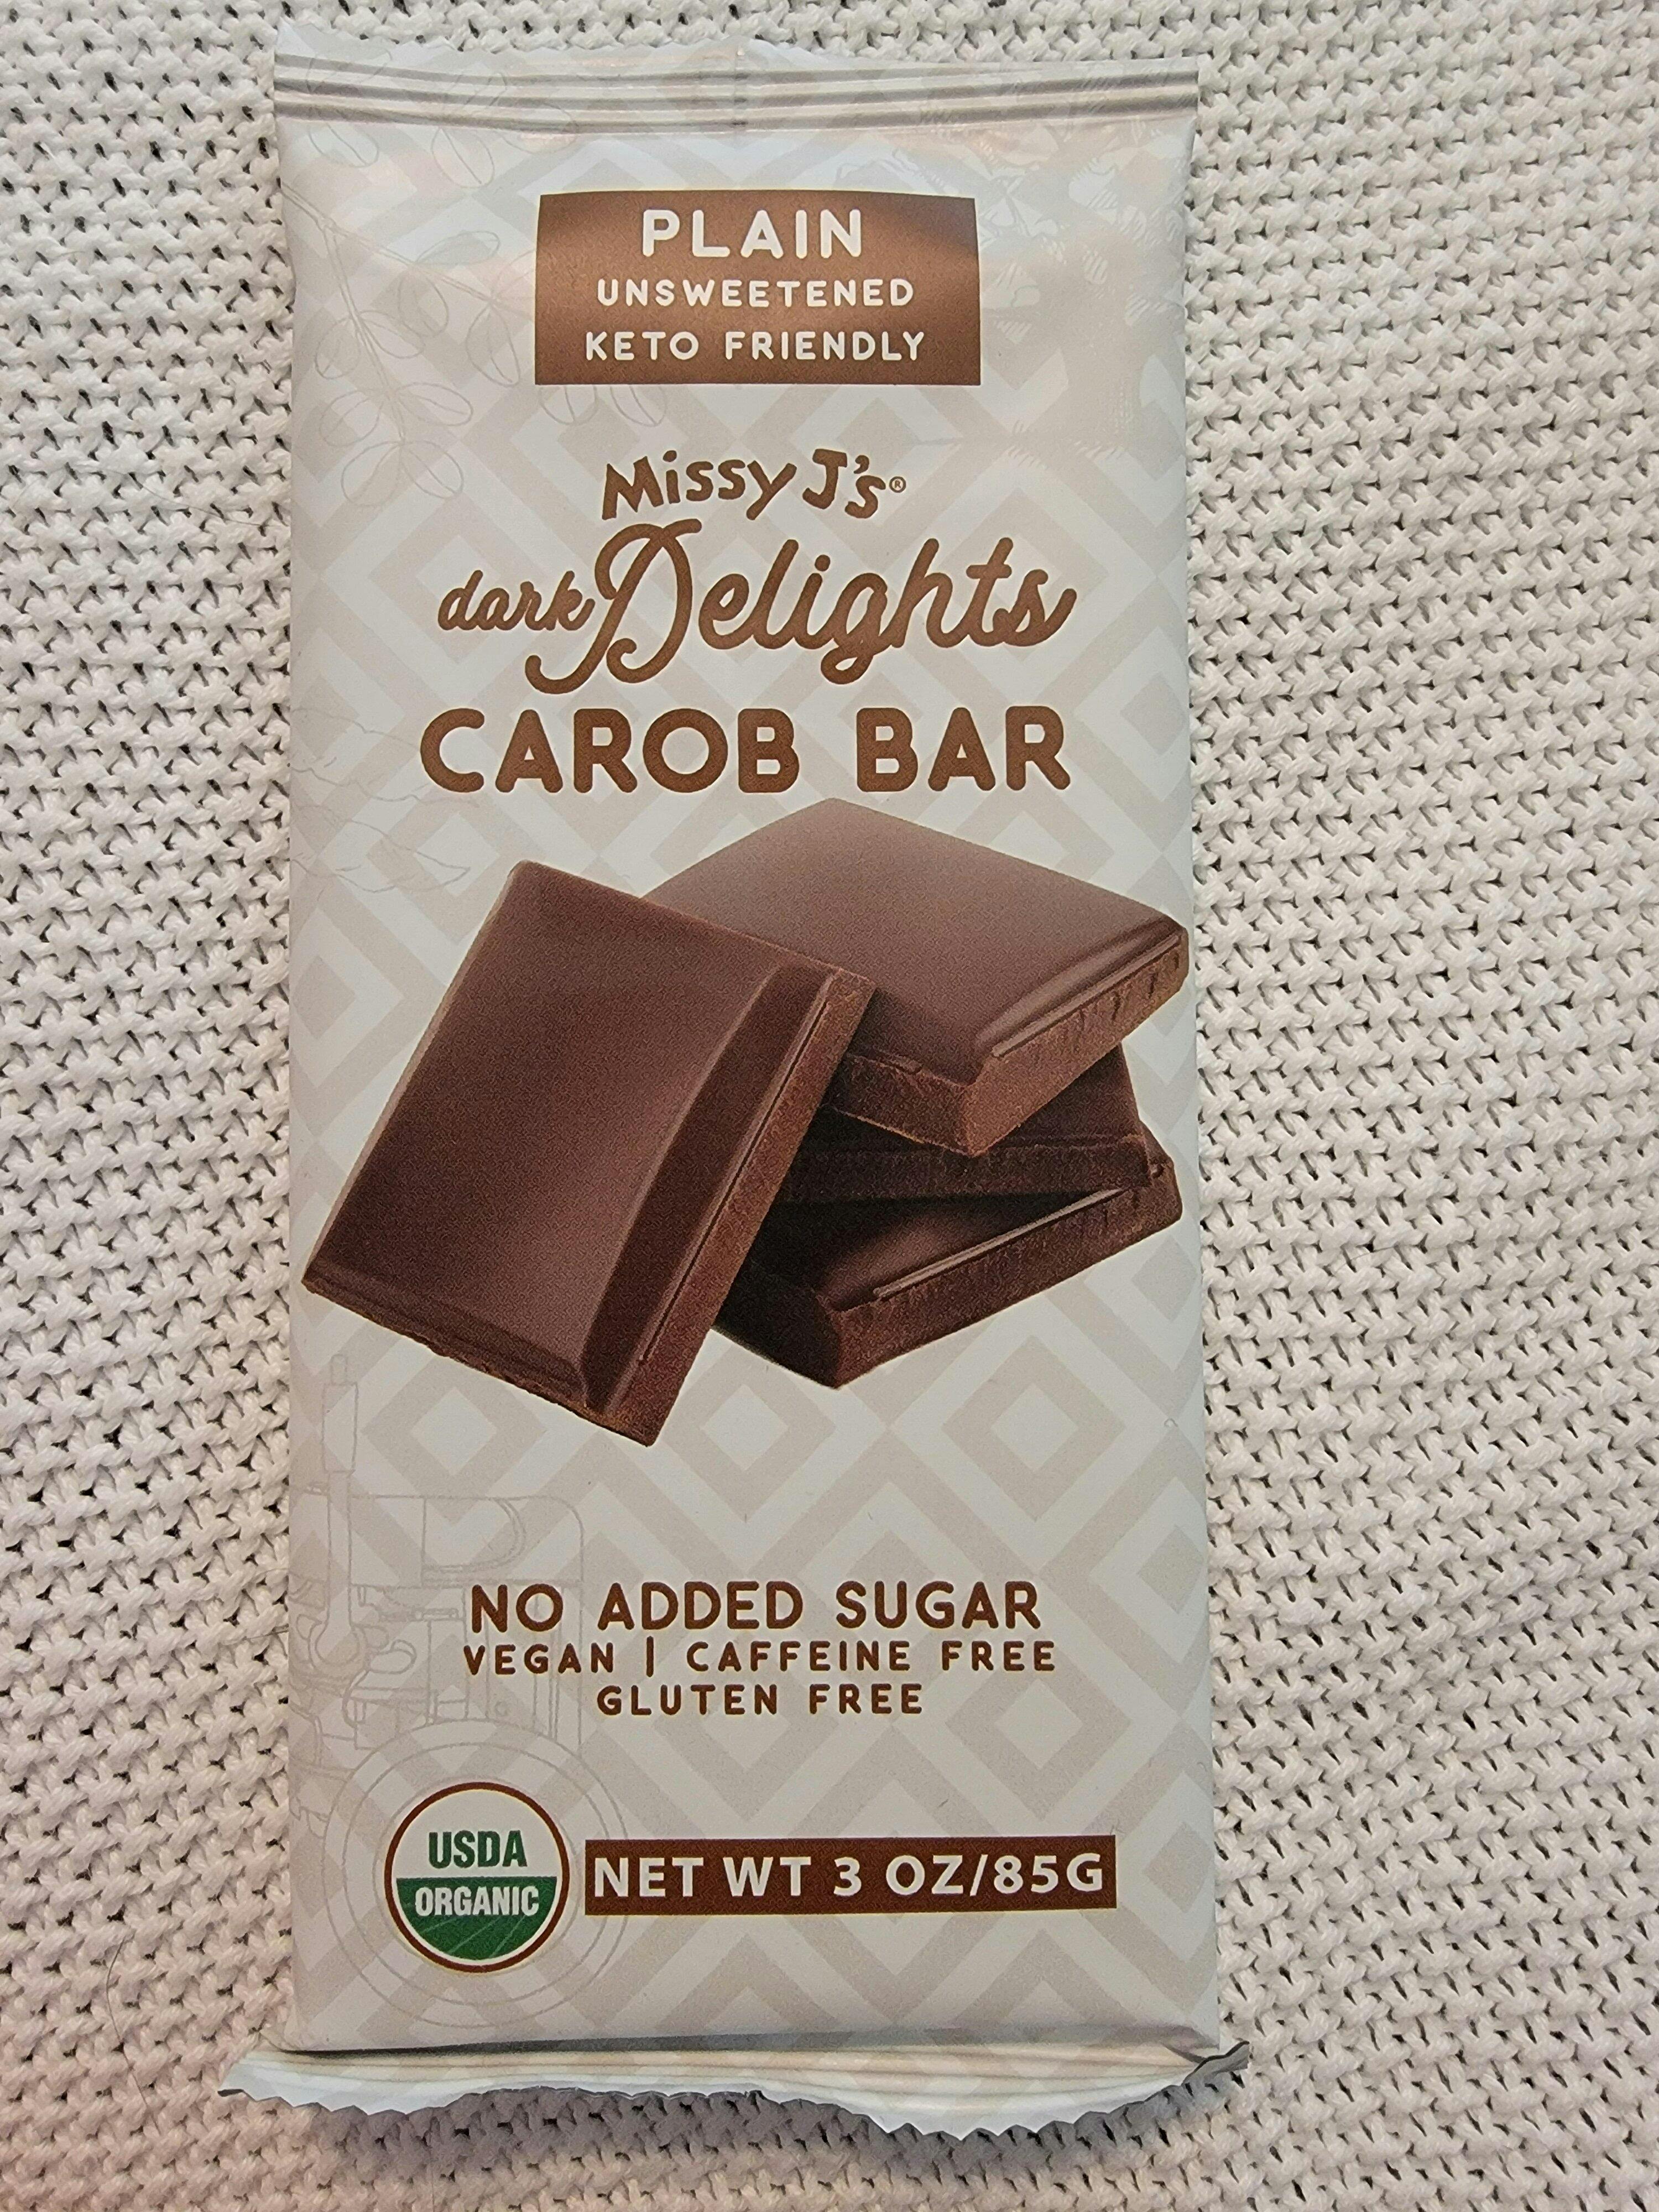 PLAIN
UNSWEETENED
KETO FRIENDLY
Missy J's®
dark Delights
CAROB BAR
NO ADDED SUGAR
VEGAN | CAFFEINE FREE
GLUTEN FREE
USDA
ORGANIC
NET WT 3 OZ/85G